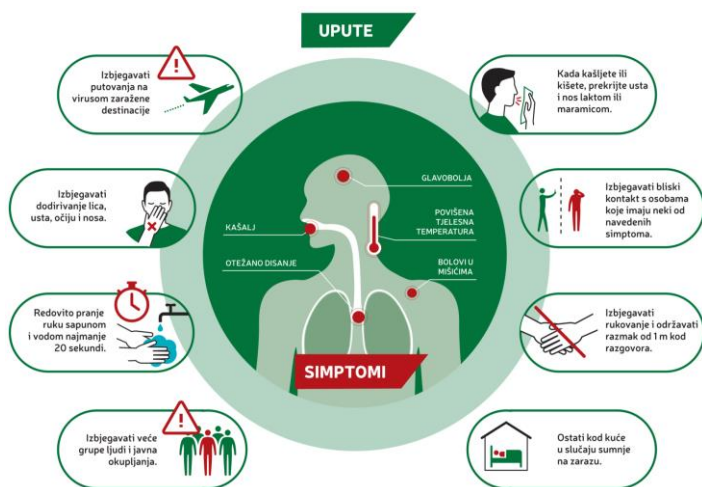 UPUTE
Izbjegavati
putovanja na
virusom zaražene
destinacije
Kada kašljete ili
kišete, prekrijte usta
i nos laktom ili
maramicom.
Izbjegavati
dodirivanje lica,
usta, očiju i nosa.
Izbjegavati bliski
kontakt s osobama
koje imaju neki od
navedenih
simptoma.
GLAVOBOLJA
KAŠALJ
POVIŠENA
TJELESNA
TEMPERATURA
OTEŽANO DISANJE
BOLOVI U
MIŠIĆIMA
Redovito pranje
ruku sapunom
i vodom najmanje
20 sekundi.
Izbjegavati
rukovanje i održavati
razmak od 1 m kod
razgovora.
SIMPTOMI
Izbjegavati veće
grupe ljudi i javna
okupljanja.
Ostati kod kuće
u slučaju sumnje
na zarazu.